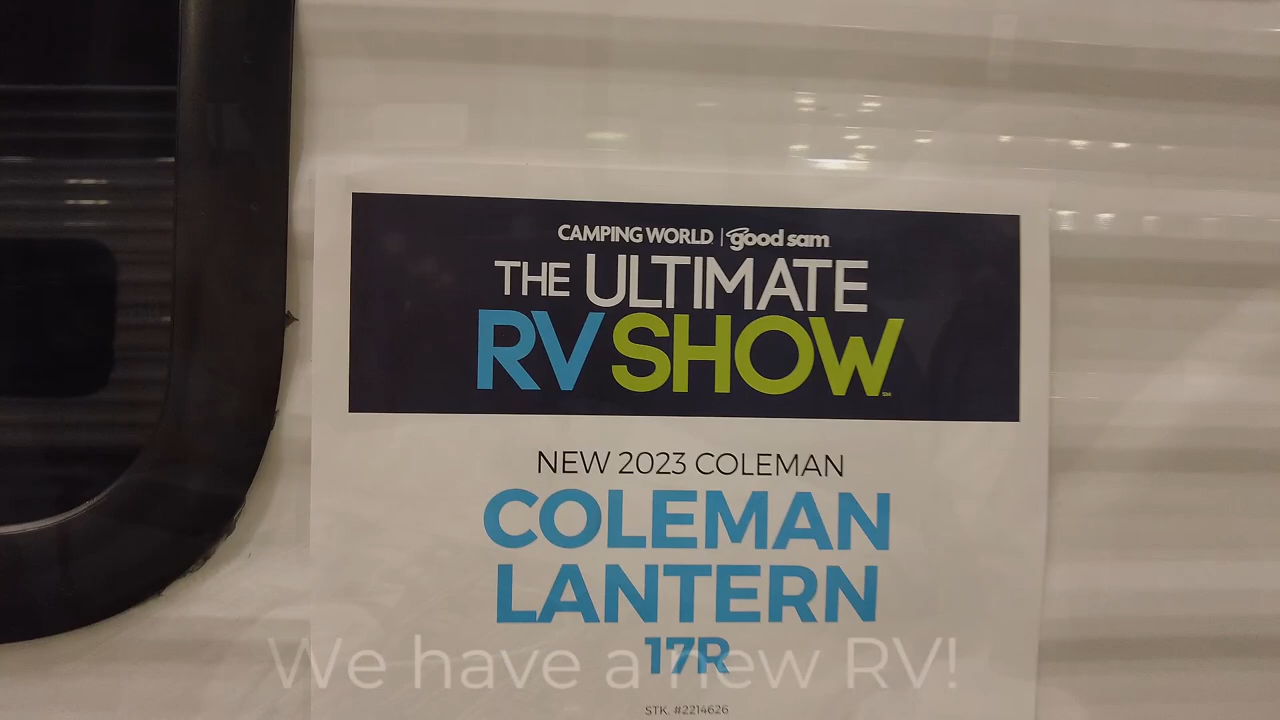 CAMPING WORLD | good sam
THE ULTIMATE
RV SHOW
SM
NEW 2023 COLEMAN
COLEMAN
LANTERN
17R
We have a new RV!
STK. #2214626